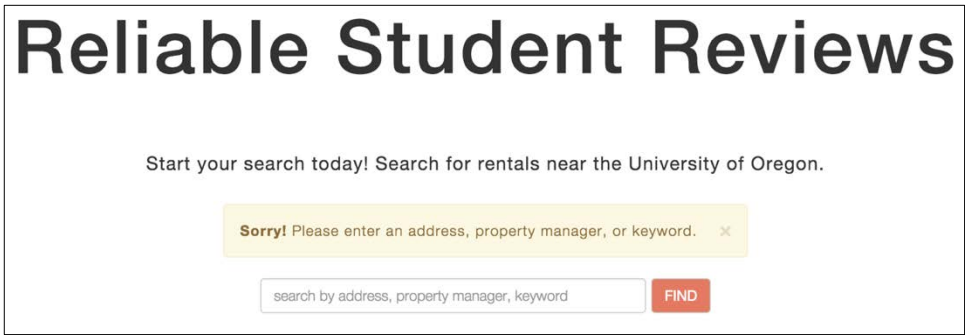 Reliable Student Reviews
Start your search today! Search for rentals near the University of Oregon.
Sorry! Please enter an address, property manager, or keyword. ×
search by address, property manager, keyword FIND